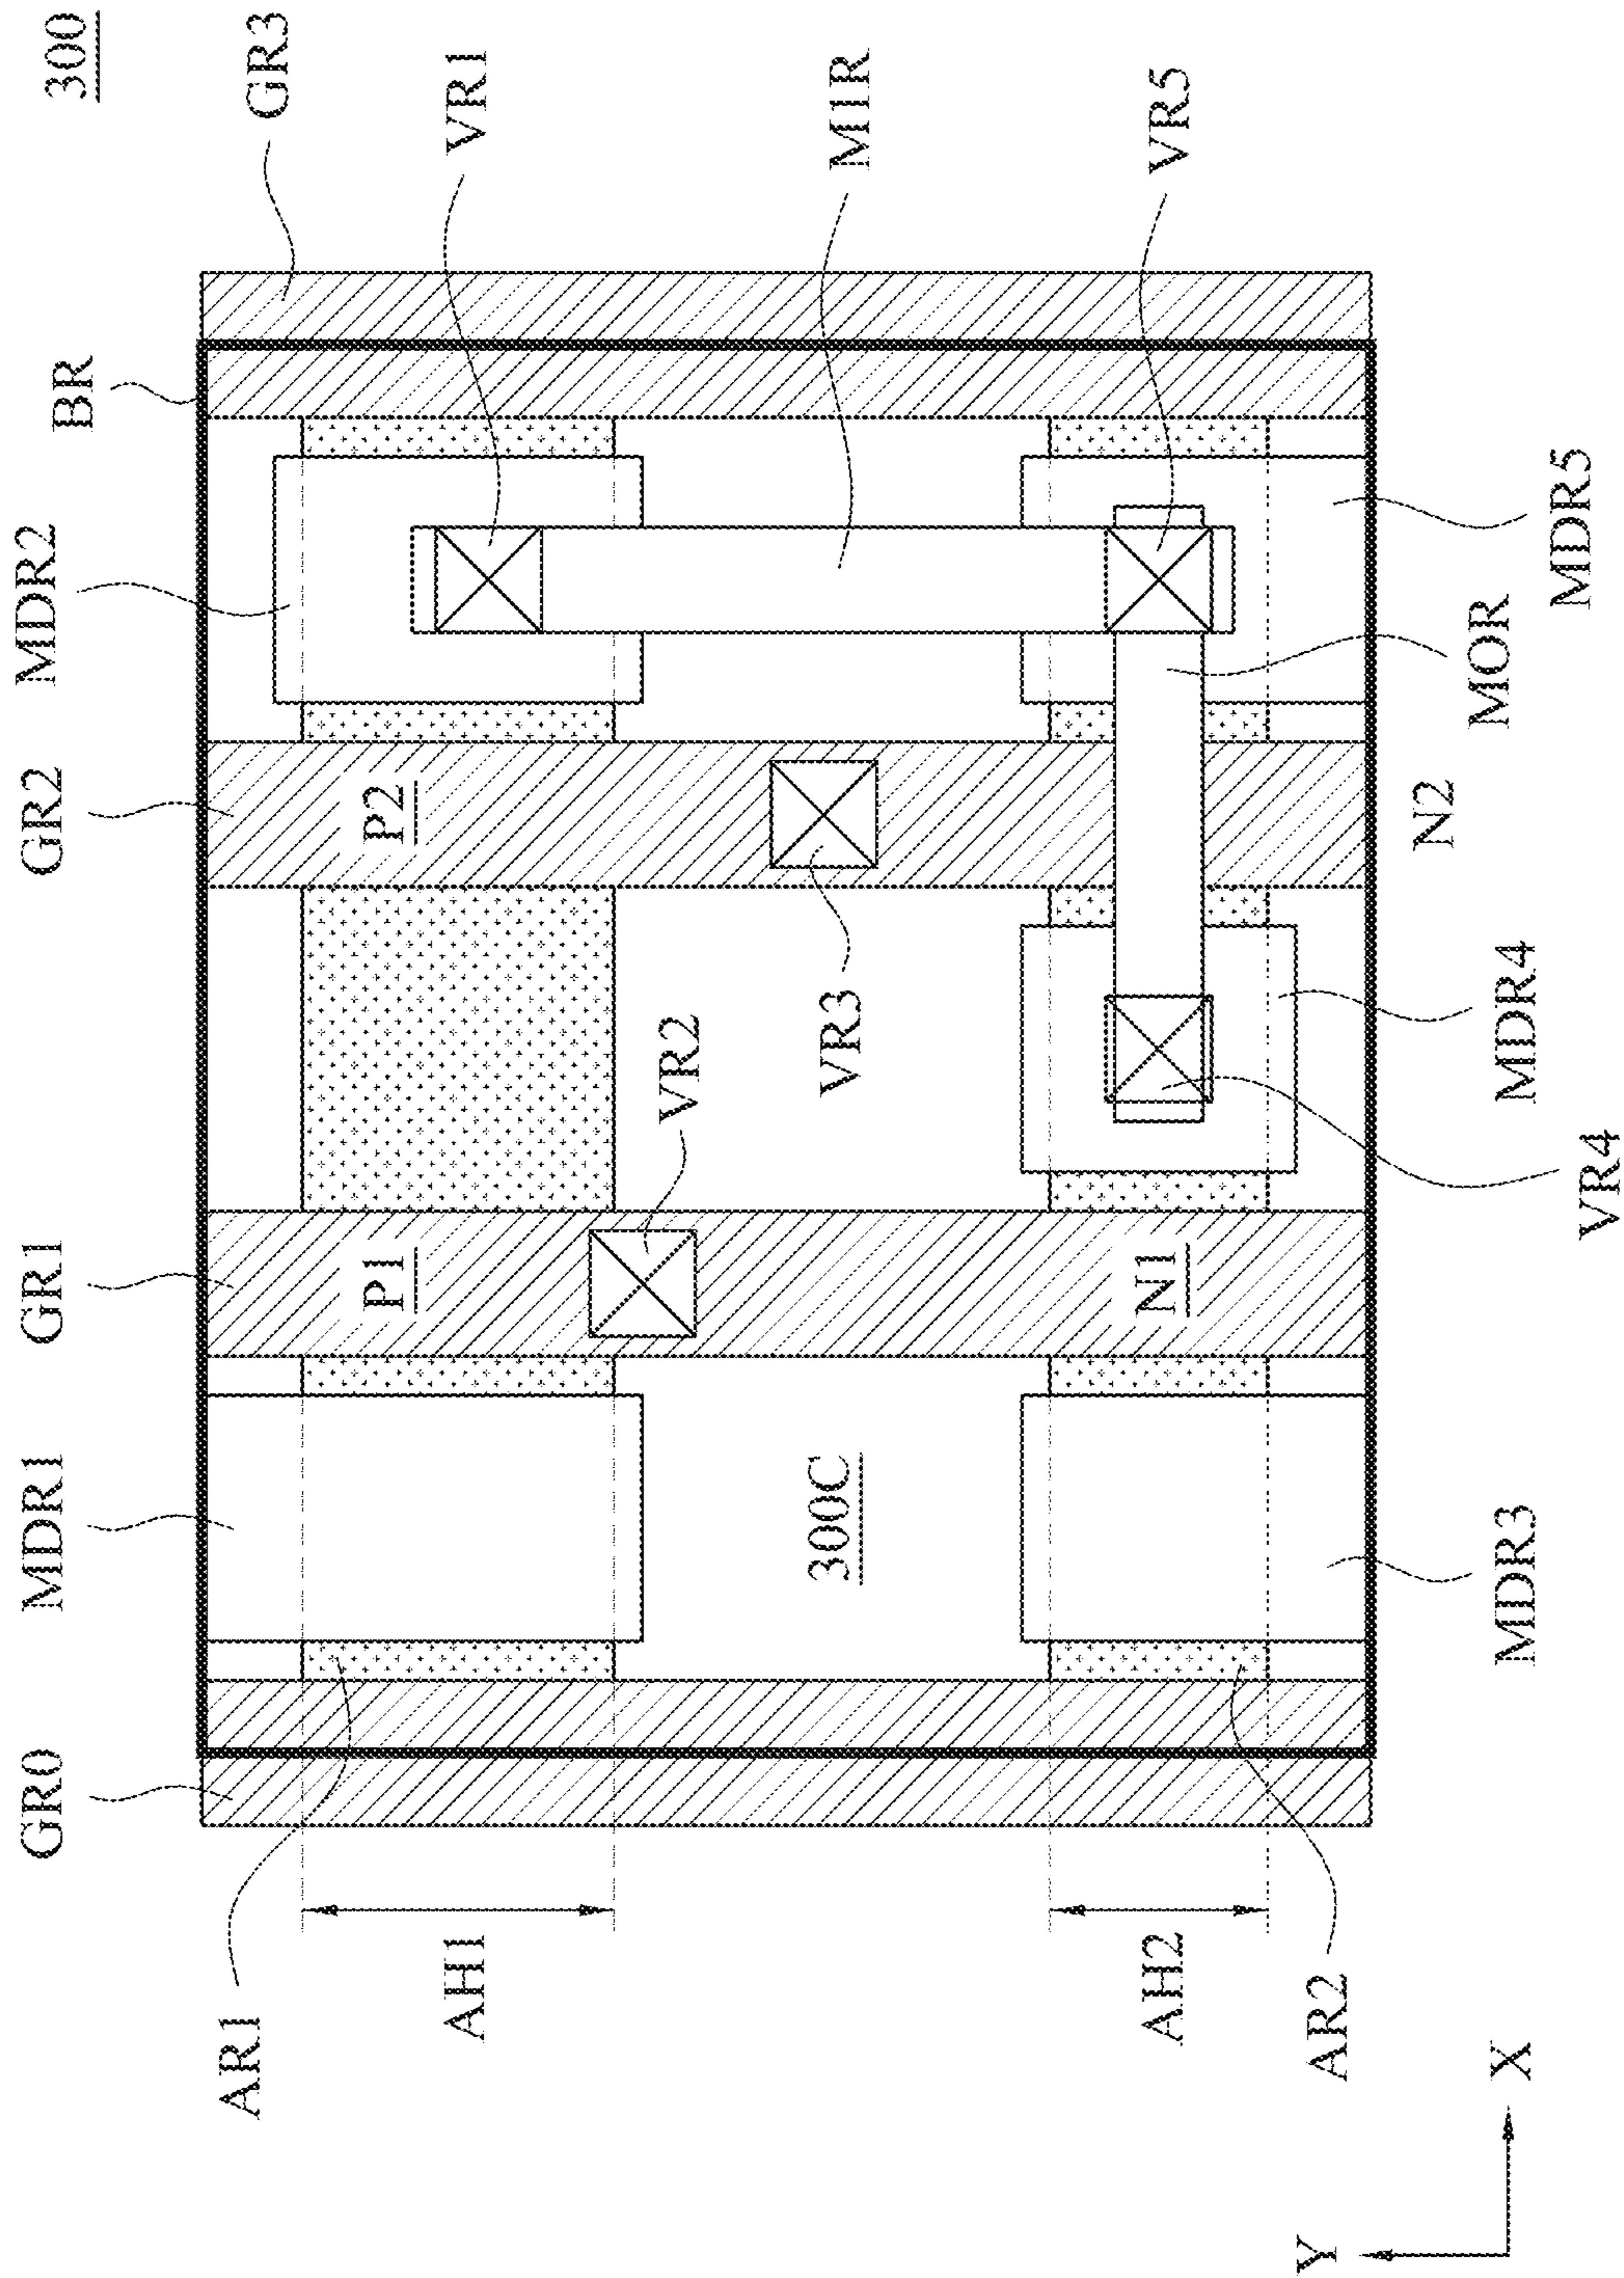 300
GR0
MDR1
GR1
GR2
MDR2
BR
AR1
GR3
P1
P2
AH1
VR1
VR2
300C
VR3
M1R
AH2
N1
VR5
Y
AR2
N2
MOR
X
MDR3
MDR4
MDR5
VR4